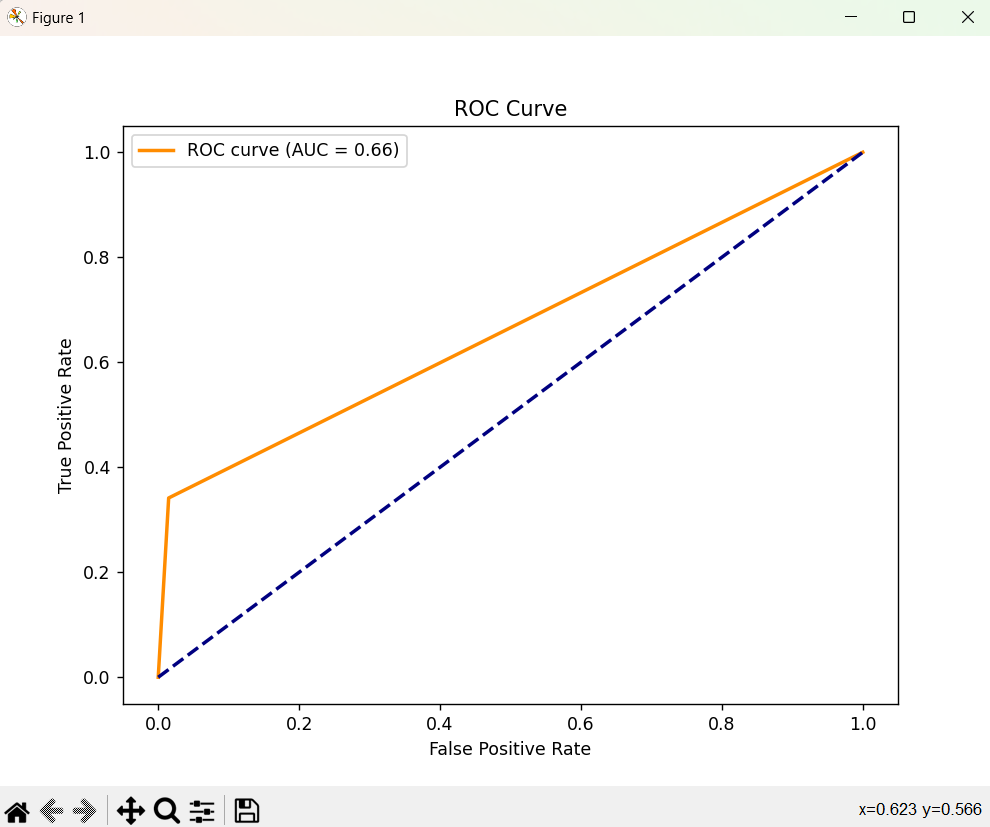 Figure 1
ROC Curve
ROC curve (AUC = 0.66)
True Positive Rate
1.0
0.8
0.6
0.4
0.2
0.0
0.0 0.2 0.4 0.6 0.8 1.0
False Positive Rate
x=0.623 y=0.566